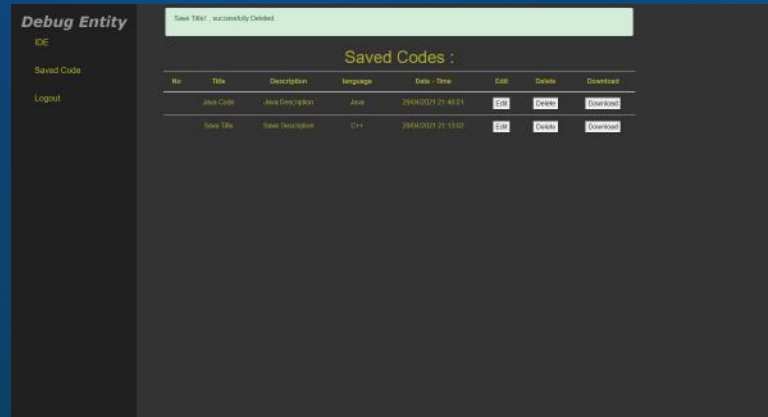 Debug Entity
IDE
Saved Code
Logout
Save Title1 , successfully Deleted
Saved Codes :
No Title Description language Date - Time Edit Delete Download
Java Code Java Description Java 29/04/2021 21:40:01 Edit Delete Download
Save Title Save Description C++ 29/04/2021 21:13:02 Edit Delete Download